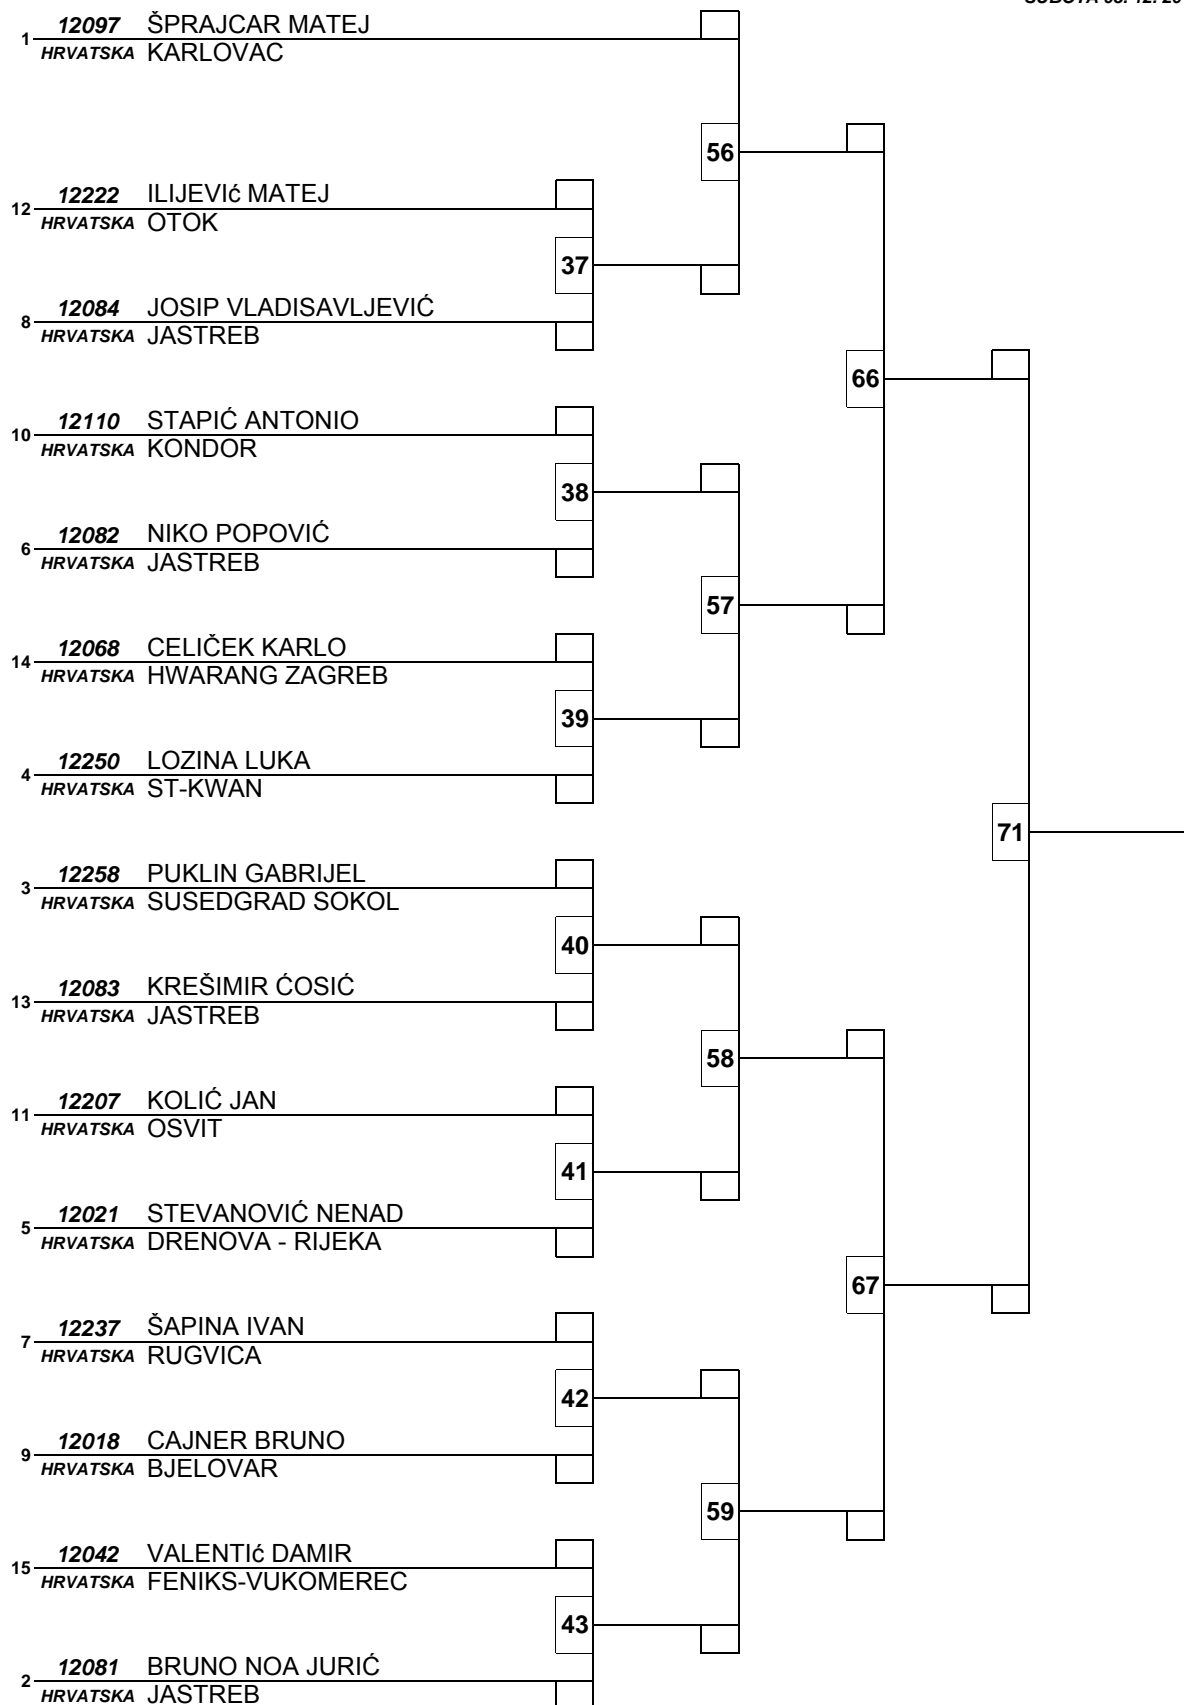 1 12097 ŠPRAJCAR MATEJ
HRVATSKA KARLOVAC
56
12 12222 ILIJEVIć MATEJ
HRVATSKA OTOK
37
8 12084 JOSIP VLADISAVLJEVIĆ
HRVATSKA JASTREB
66
10 12110 STAPIĆ ANTONIO
HRVATSKA KONDOR
38
6 12082 NIKO POPOVIĆ
HRVATSKA JASTREB
57
14 12068 CELIČEK KARLO
HRVATSKA HWARANG ZAGREB
39
4 12250 LOZINA LUKA
HRVATSKA ST-KWAN
71
3 12258 PUKLIN GABRIJEL
HRVATSKA SUSEDGRAD SOKOL
40
13 12083 KREŠIMIR ĆOSIĆ
HRVATSKA JASTREB
58
11 12207 KOLIĆ JAN
HRVATSKA OSVIT
41
5 12021 STEVANOVIĆ NENAD
HRVATSKA DRENOVA - RIJEKA
67
7 12237 ŠAPINA IVAN
HRVATSKA RUGVICA
42
9 12018 CAJNER BRUNO
HRVATSKA BJELOVAR
59
15 12042 VALENTIć DAMIR
HRVATSKA FENIKS-VUKOMEREC
43
2 12081 BRUNO NOA JURIĆ
HRVATSKA JASTREB